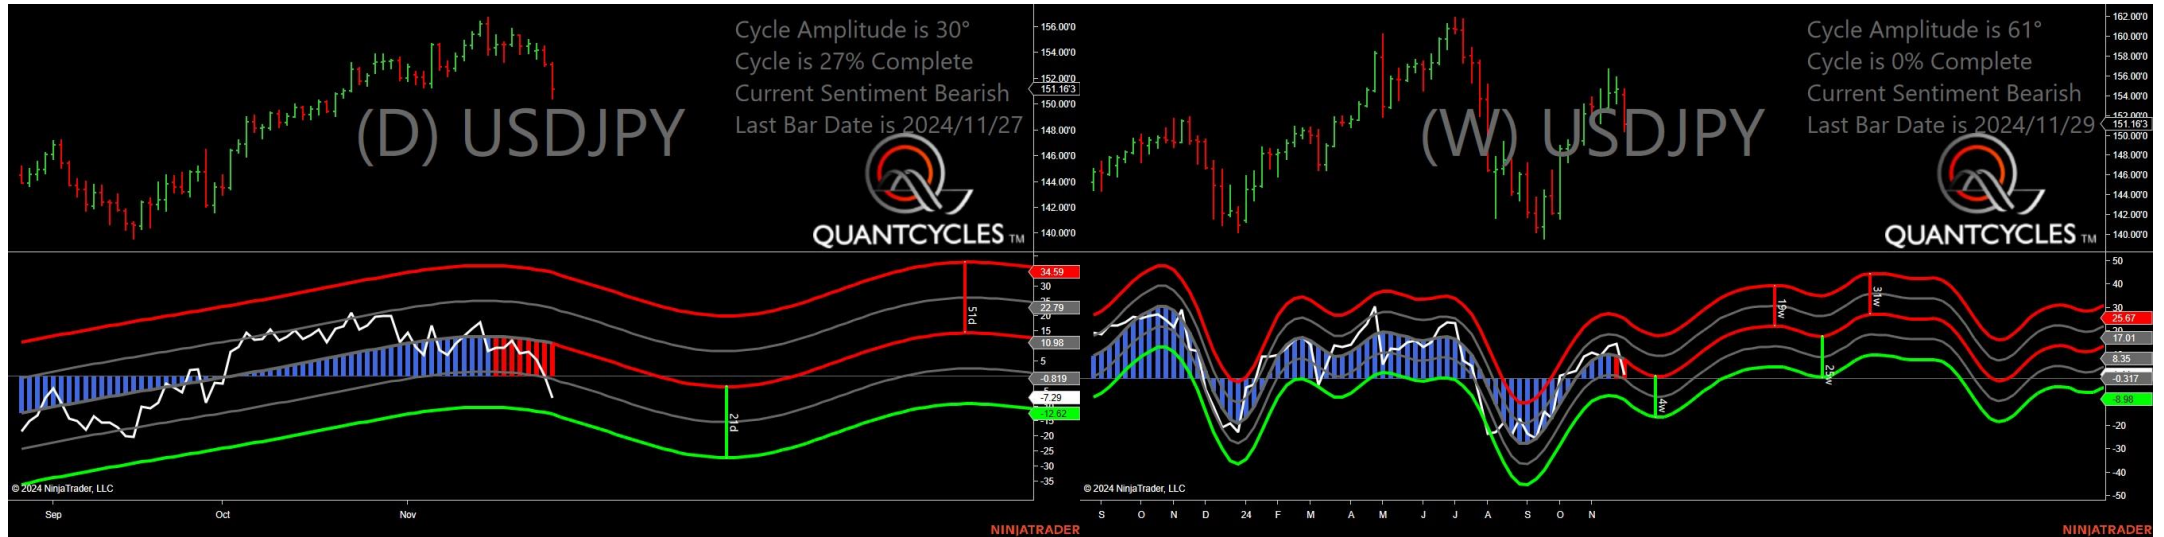 Cycle Amplitude is 30°
Cycle is 27% Complete
Current Sentiment Bearish
Last Bar Date is 2024/11/27
(D) USDJPY
QUANTCYCLES TM
156.00'0
154.00'0
152.00'0
151.16'3
150.00'0
148.00'0
146.00'0
144.00'0
142.00'0
140.00'0
34.59
30
22.79
20
15
10.98
5
-0.819
-7.29
-12.62
-20
-25
-30
-35
51d
21d
© 2024 NinjaTrader, LLC
Sep Oct Nov
NINJATRADER
Cycle Amplitude is 61°
Cycle is 0% Complete
Current Sentiment Bearish
Last Bar Date is 2024/11/29
(W) USDJPY
QUANTCYCLES TM
162.00'0
160.00'0
158.00'0
156.00'0
154.00'0
152.00'0
151.16'3
150.00'0
148.00'0
146.00'0
144.00'0
142.00'0
140.00'0
50
40
30
25.67
17.01
8.35
-0.317
-8.98
-20
-30
-40
-50
19w
31w
25w
4w
© 2024 NinjaTrader, LLC
S O N D 24 F M A M J J A S O N
NINJATRADER